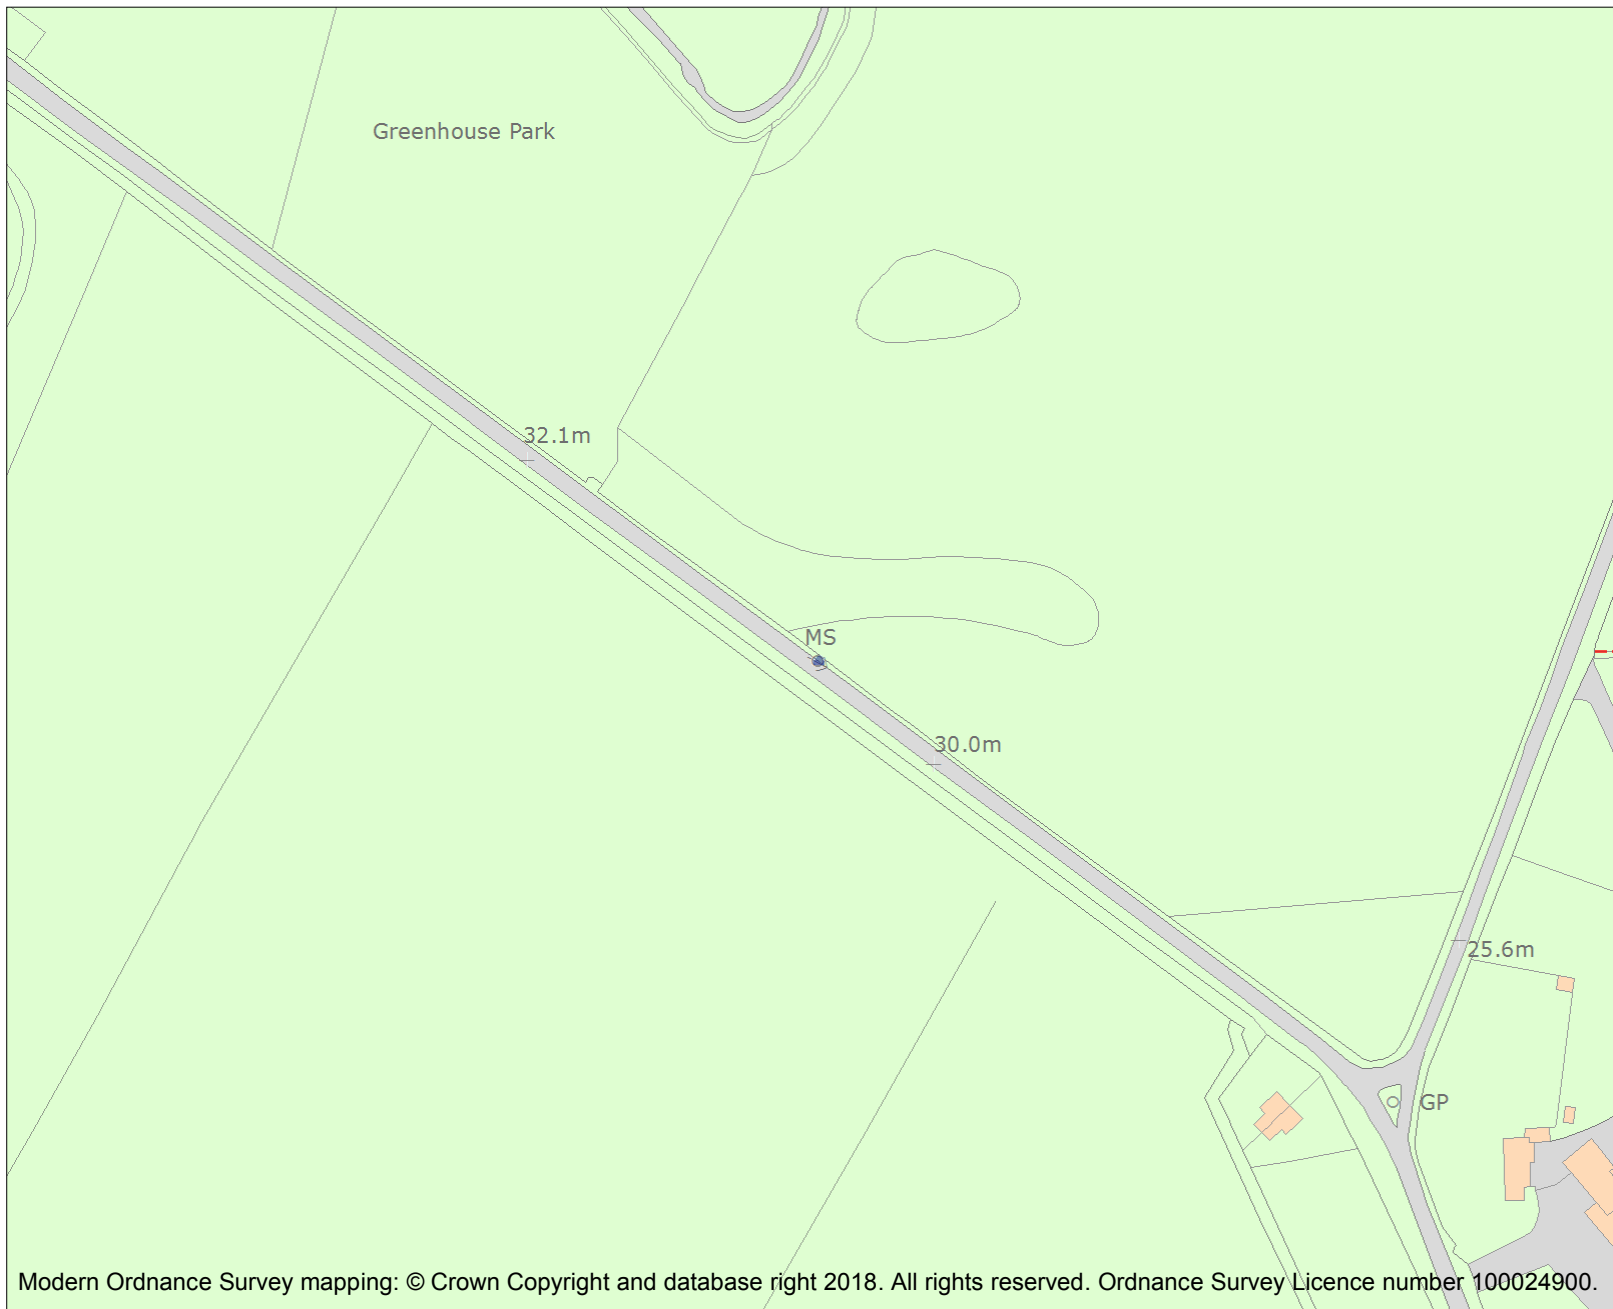 Greenhouse Park
32.1m
MS
30.0m
25.6m
GP
Modern Ordnance Survey mapping: © Crown Copyright and database right 2018. All rights reserved. Ordnance Survey Licence number 100024900.